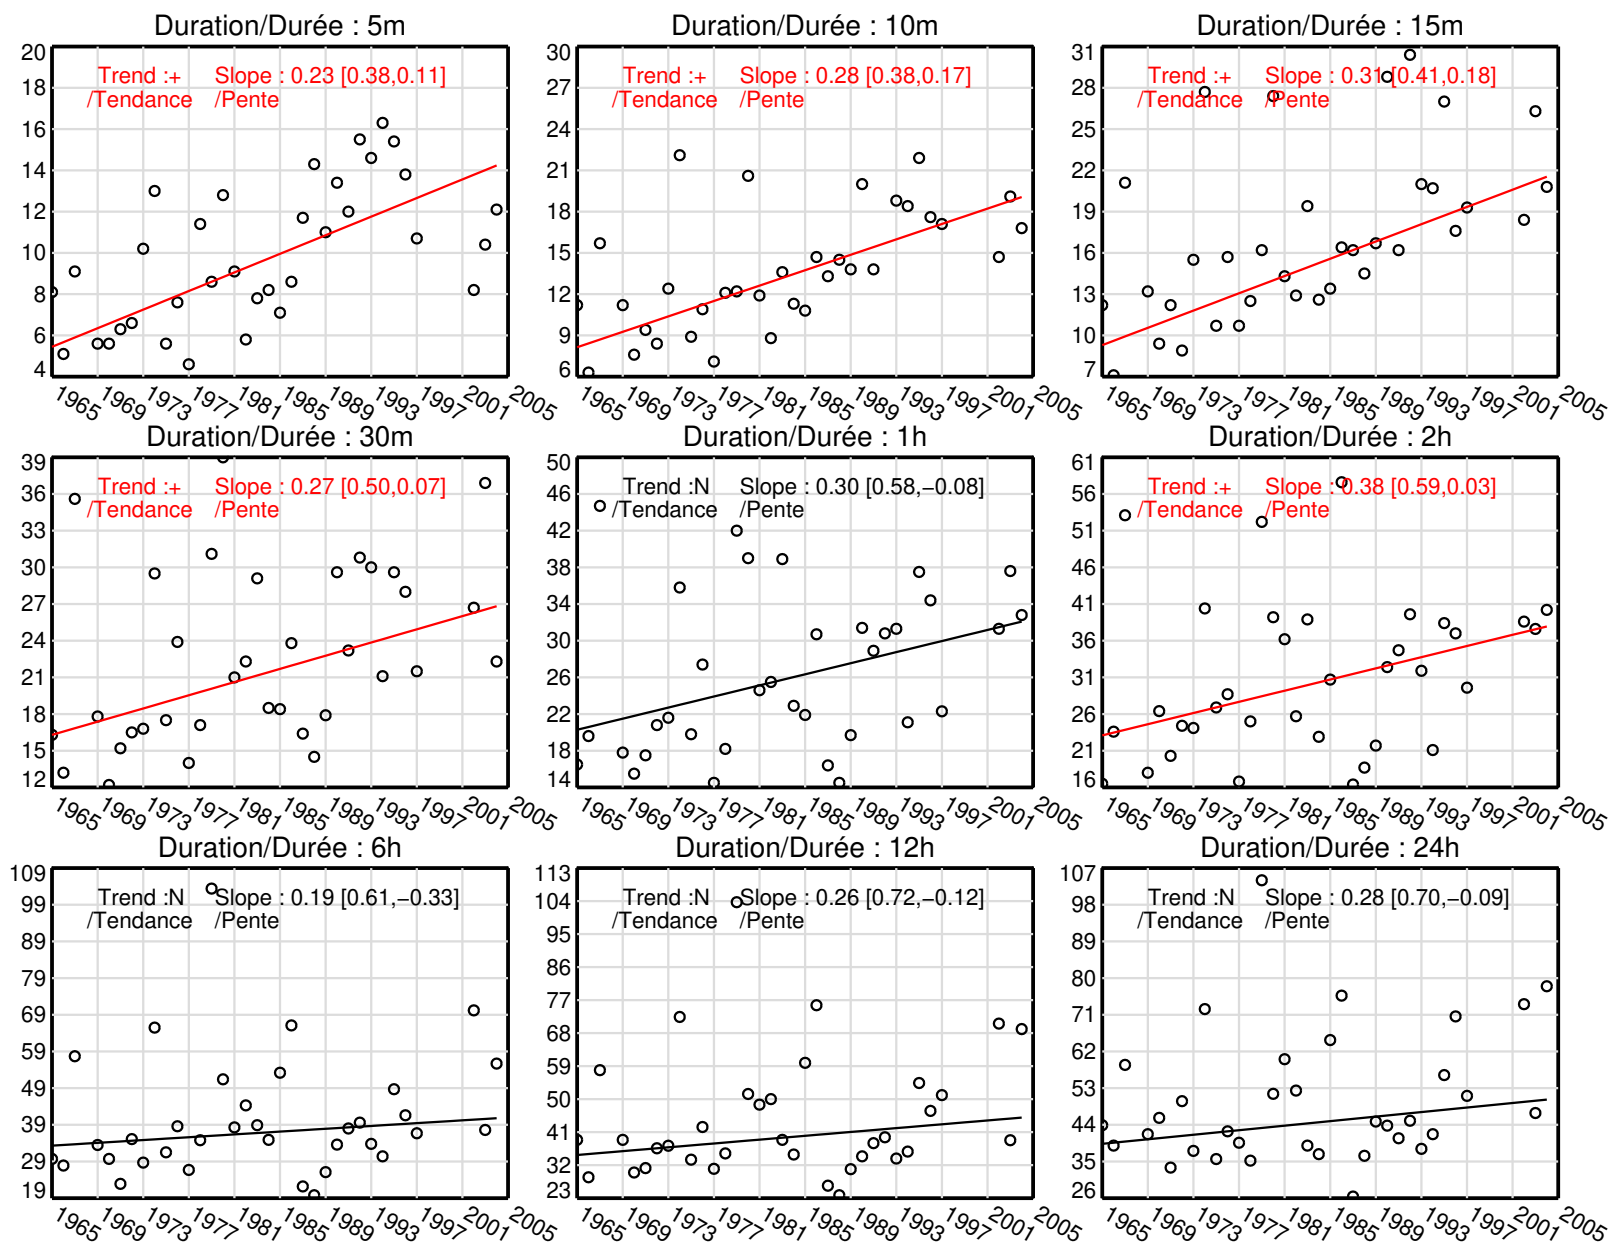 Duration/Durée : 5m
Trend :+ Slope : 0.23 [0.38,0.11]
/Tendance /Pente
20
18
16
14
12
10
8
6
4
1965 1969 1973 1977 1981 1985 1989 1993 1997 2001 2005
Duration/Durée : 10m
Trend :+ Slope : 0.28 [0.38,0.17]
/Tendance /Pente
30
27
24
21
18
15
12
9
6
1965 1969 1973 1977 1981 1985 1989 1993 1997 2001 2005
Duration/Durée : 15m
Trend :+ Slope : 0.31 [0.41,0.18]
/Tendance /Pente
31
28
25
22
19
16
13
10
7
1965 1969 1973 1977 1981 1985 1989 1993 1997 2001 2005
Duration/Durée : 30m
Trend :+ Slope : 0.27 [0.50,0.07]
/Tendance /Pente
39
36
33
30
27
24
21
18
15
12
1965 1969 1973 1977 1981 1985 1989 1993 1997 2001 2005
Duration/Durée : 1h
Trend :N Slope : 0.30 [0.58,−0.08]
/Tendance /Pente
50
46
42
38
34
30
26
22
18
14
1965 1969 1973 1977 1981 1985 1989 1993 1997 2001 2005
Duration/Durée : 2h
Trend :+ Slope : 0.38 [0.59,0.03]
/Tendance /Pente
61
56
51
46
41
36
31
26
21
16
1965 1969 1973 1977 1981 1985 1989 1993 1997 2001 2005
Duration/Durée : 6h
Trend :N Slope : 0.19 [0.61,−0.33]
/Tendance /Pente
109
99
89
79
69
59
49
39
29
19
1965 1969 1973 1977 1981 1985 1989 1993 1997 2001 2005
Duration/Durée : 12h
Trend :N Slope : 0.26 [0.72,−0.12]
/Tendance /Pente
113
104
95
86
77
68
59
50
41
32
23
1965 1969 1973 1977 1981 1985 1989 1993 1997 2001 2005
Duration/Durée : 24h
Trend :N Slope : 0.28 [0.70,−0.09]
/Tendance /Pente
107
98
89
80
71
62
53
44
35
26
1965 1969 1973 1977 1981 1985 1989 1993 1997 2001 2005